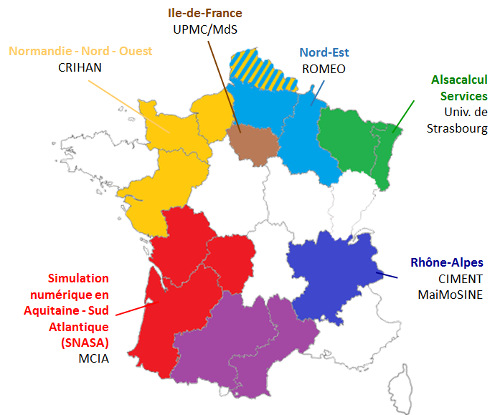 Ile-de-France
UPMC/MdS
Normandie - Nord - Ouest
CRIHAN
Nord-Est
ROMEO
Alsacalcul
Services
Univ. de
Strasbourg
Rhône-Alpes
CIMENT
MaiMoSINE
Simulation
numérique en
Aquitaine - Sud
Atlantique
(SNASA)
MCIA